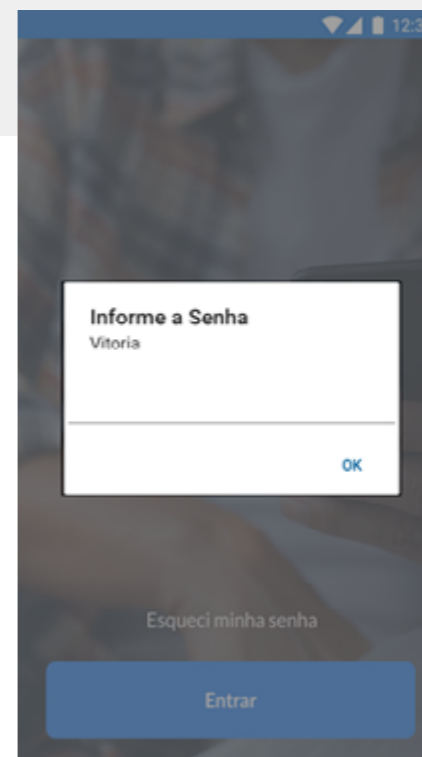 12:3
Informe a Senha
Vitoria
OK
Esqueci minha senha
Entrar